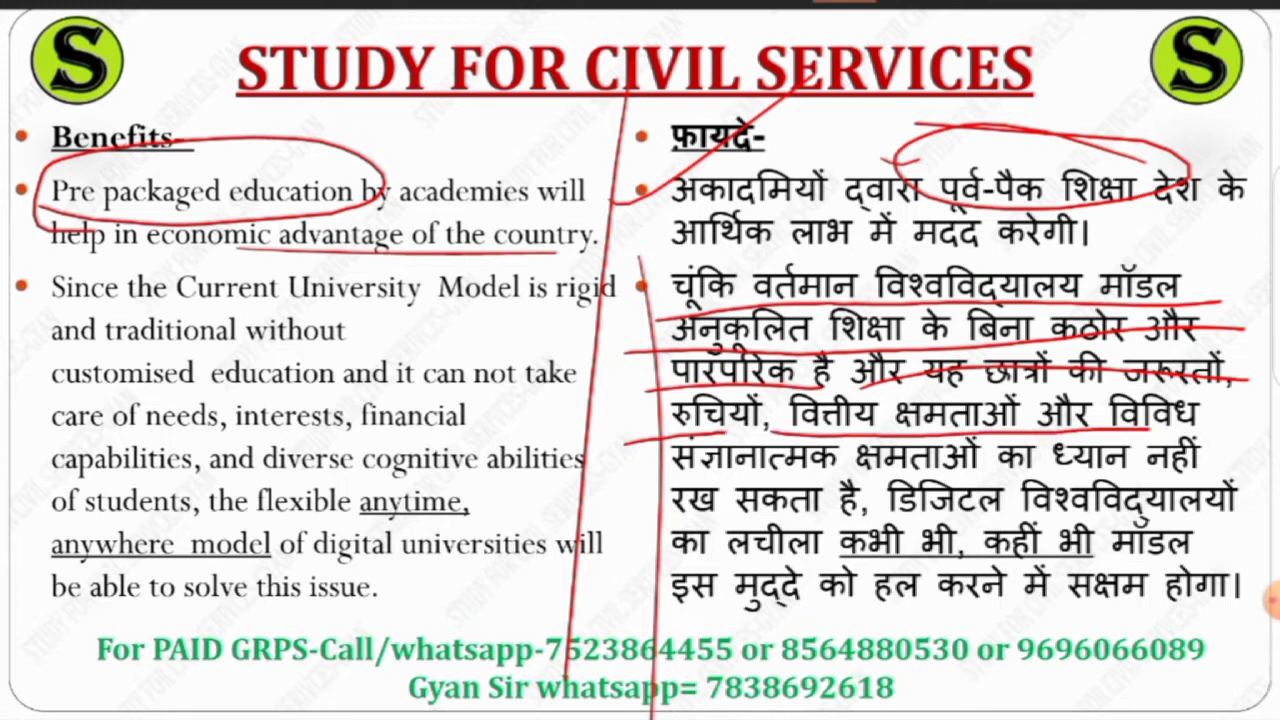 S
STUDY FOR CIVIL SERVICES
S
Benefits-
Pre packaged education by academies will
help in economic advantage of the country.
Since the Current University Model is rigid
and traditional without
customised education and it can not take
care of needs, interests, financial
capabilities, and diverse cognitive abilities
of students, the flexible anytime,
anywhere model of digital universities will
be able to solve this issue.
फ़ायदे-
अकादमियों द्वारा पूर्व-पैक शिक्षा देश के
आर्थिक लाभ में मदद करेगी।
चूंकि वर्तमान विश्वविद्यालय मॉडल
अनुकूलित शिक्षा के बिना कठोर और
पारंपरिक है और यह छात्रों की जरूरतों,
रुचियों, वित्तीय क्षमताओं और विविध
संज्ञानात्मक क्षमताओं का ध्यान नहीं
रख सकता है, डिजिटल विश्वविद्यालयों
का लचीला कभी भी, कहीं भी मॉडल
इस मुद्दे को हल करने में सक्षम होगा।
For PAID GRPS-Call/whatsapp-7523864455 or 8564880530 or 9696066089
Gyan Sir whatsapp= 7838692618